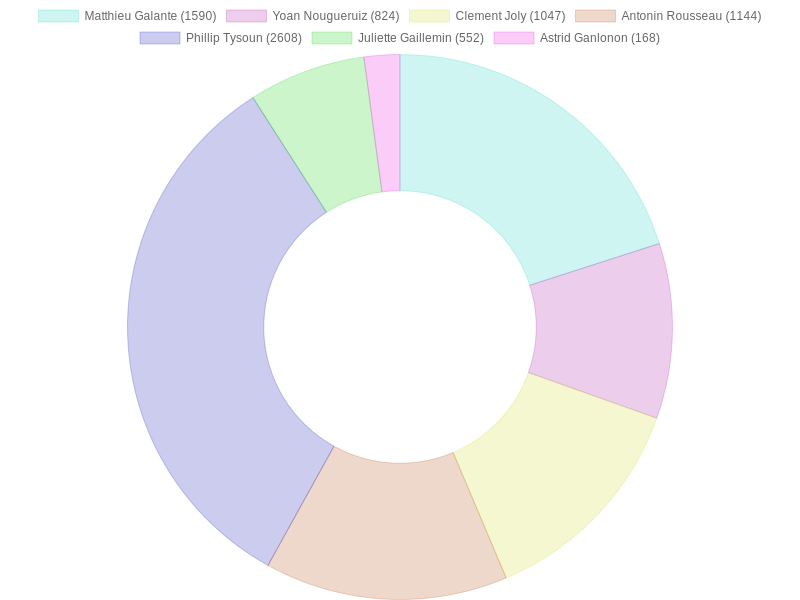 Matthieu Galante (1590) Yoan Nougueruiz (824) Clement Joly (1047) Antonin Rousseau (1144)
Phillip Tysoun (2608) Juliette Gaillemin (552) Astrid Ganlonon (168)